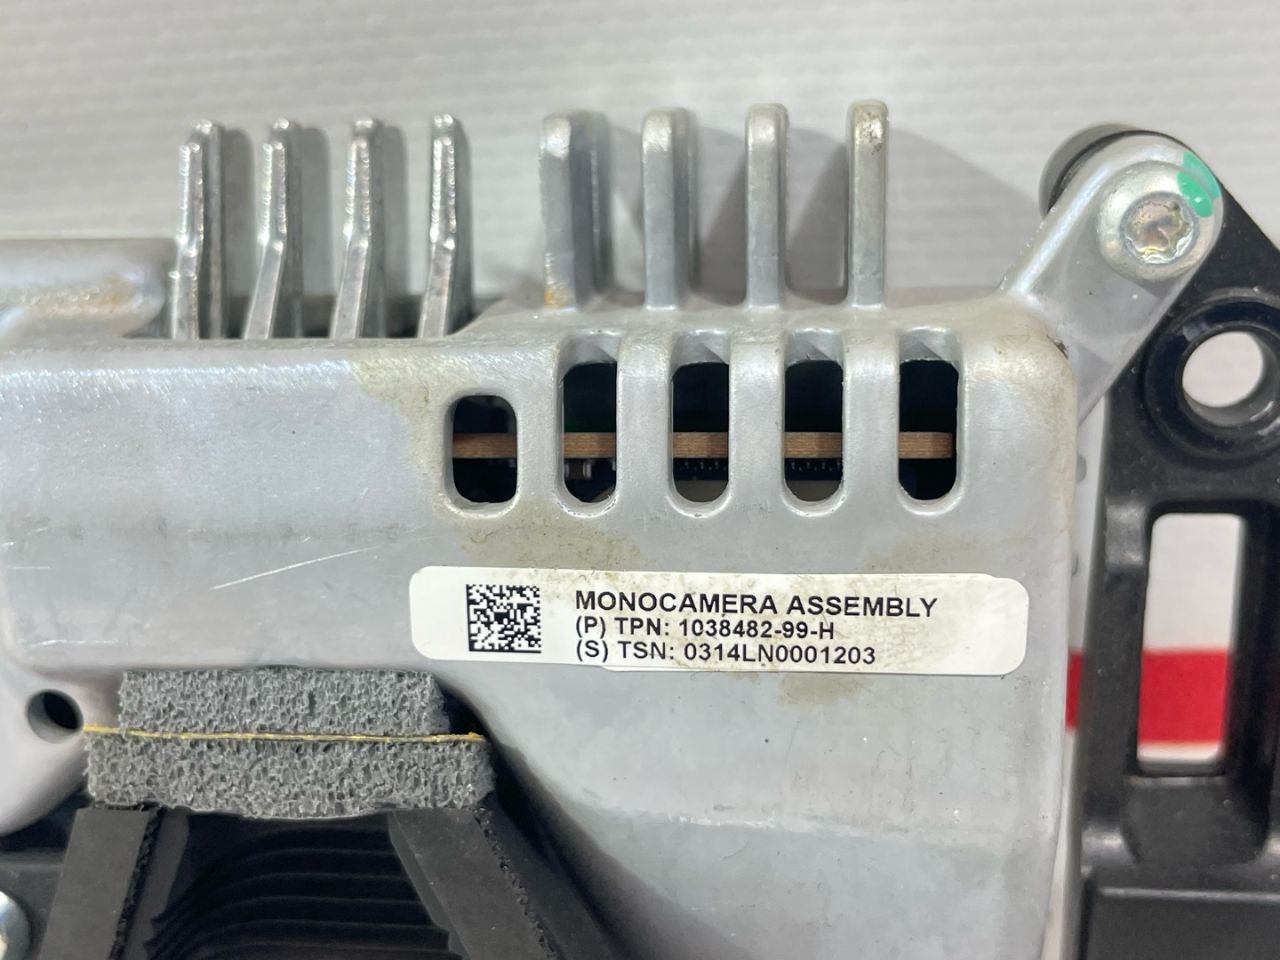 MONOCAMERA ASSEMBLY
(P) TPN: 1038482-99-H
(S) TSN: 0314LN0001203